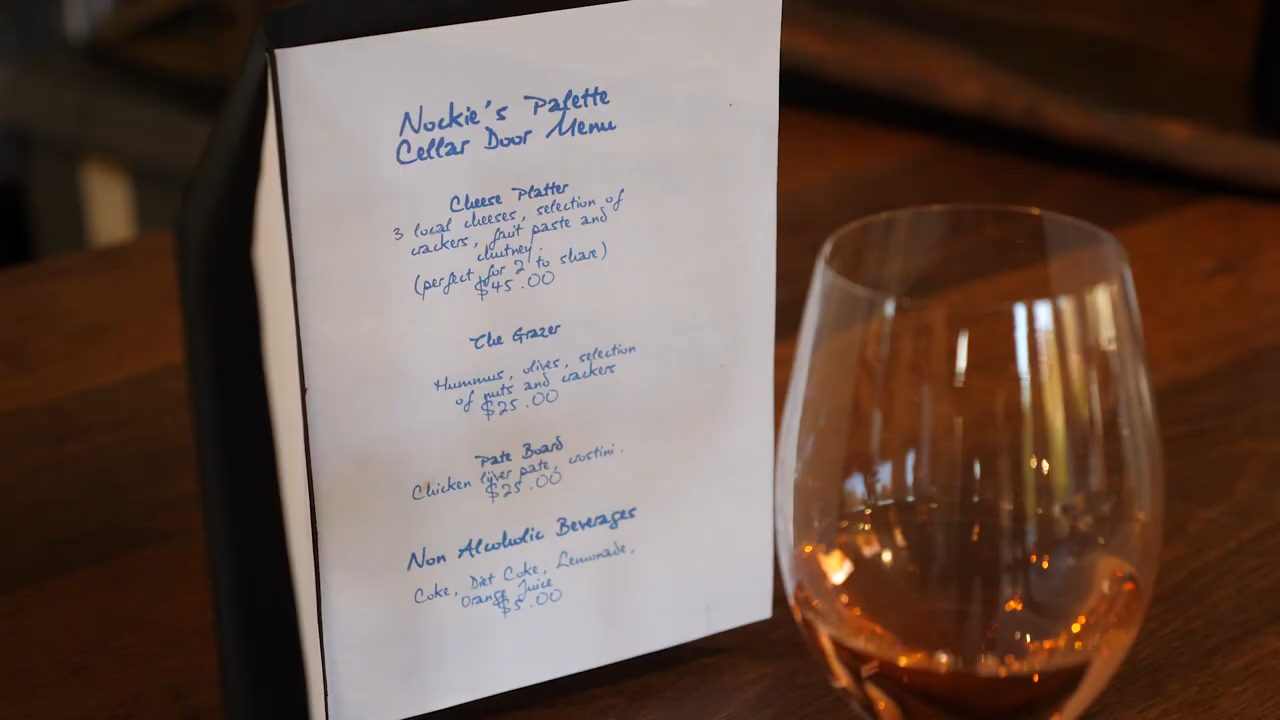 Nockie's Palette
Cellar Door Menu
Cheese Platter
3 local cheeses, selection of
crackers, fruit paste and
chutney.
(perfect for 2 to share)
$45.00
The Grazer
Hummus, olives, selection
of nuts and crackers
$25.00
Pate Board
Chicken liver pate, crostini.
$25.00
Non Alcoholic Beverages
Coke, Diet Coke, Lemonade,
Orange Juice
$5.00